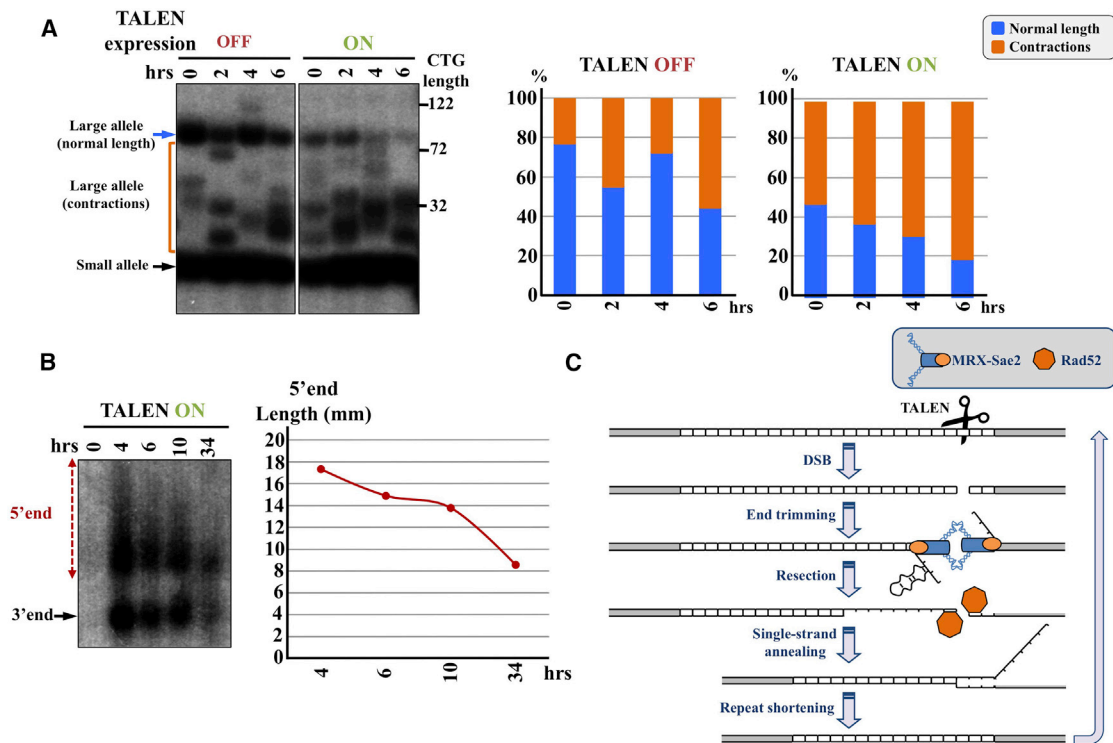 A
TALEN
expression OFF ON
hrs 0 2 4 6 0 2 4 6
CTG
length
122
72
32
Large allele
(normal length)
Large allele
(contractions)
Small allele
Normal length
Contractions
% TALEN OFF
100
80
60
40
20
0
0 2 4 6 hrs
% TALEN ON
100
80
60
40
20
0
0 2 4 6 hrs
B
TALEN ON
hrs 0 4 6 10 34
5’end
3’end
5’end
Length (mm)
20
18
16
14
12
10
8
6
4
2
0
4 6 10 34 hrs
C
MRX-Sae2 Rad52
TALEN
DSB
End trimming
Resection
Single-strand
annealing
Repeat shortening